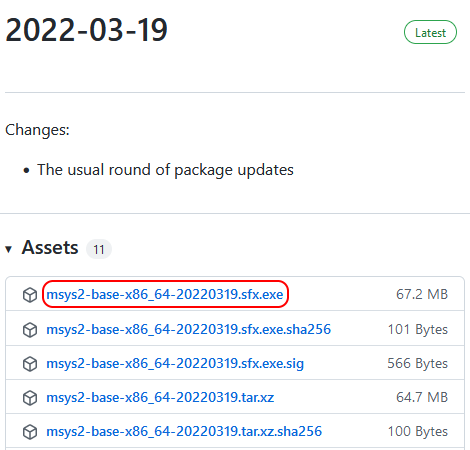 2022-03-19
Latest
Changes:
• The usual round of package updates
▾ Assets 11
msys2-base-x86_64-20220319.sfx.exe 67.2 MB
msys2-base-x86_64-20220319.sfx.exe.sha256 101 Bytes
msys2-base-x86_64-20220319.sfx.exe.sig 566 Bytes
msys2-base-x86_64-20220319.tar.xz 64.7 MB
msys2-base-x86_64-20220319.tar.xz.sha256 100 Bytes